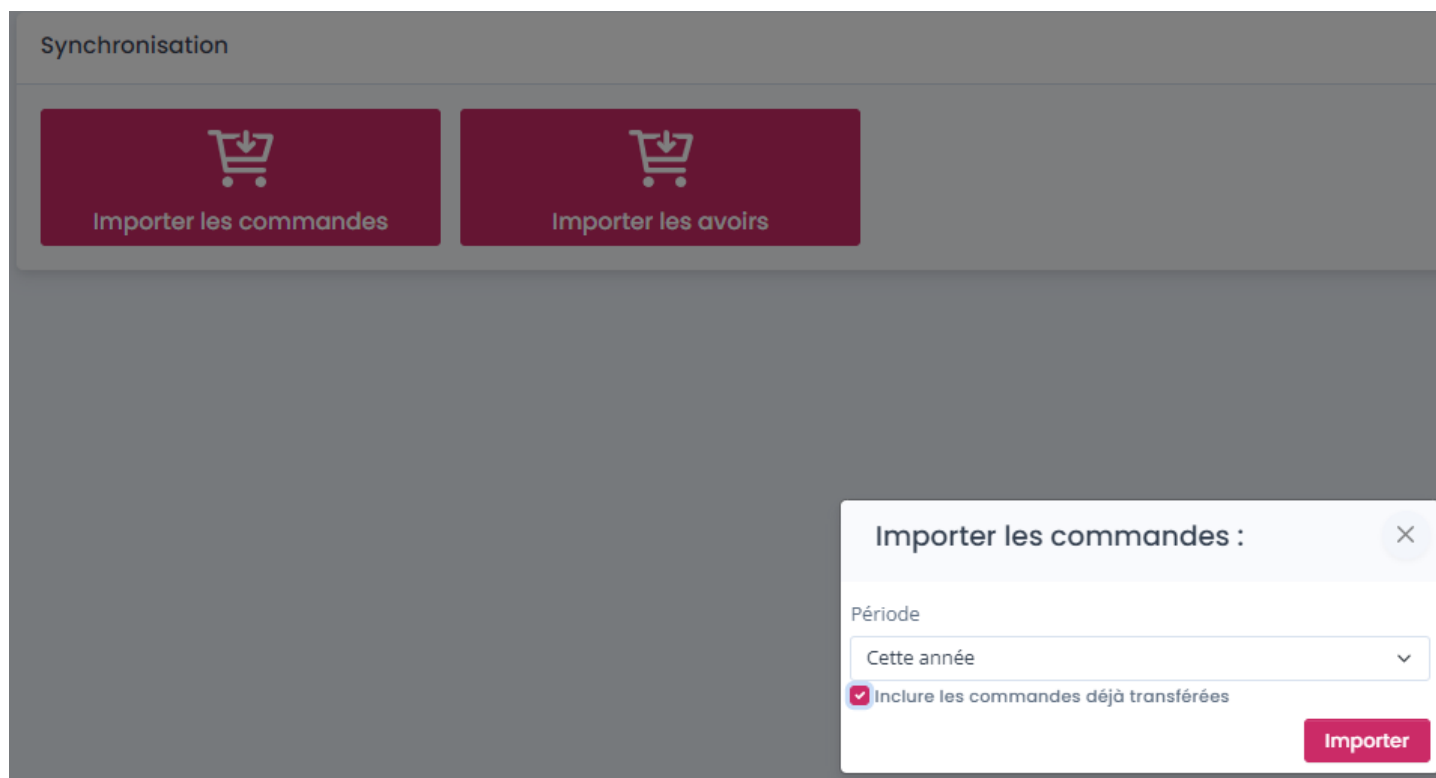 Synchronisation
Importer les commandes
Importer les avoirs
Importer les commandes :
Période
Cette année
Inclure les commandes déjà transférées
Importer